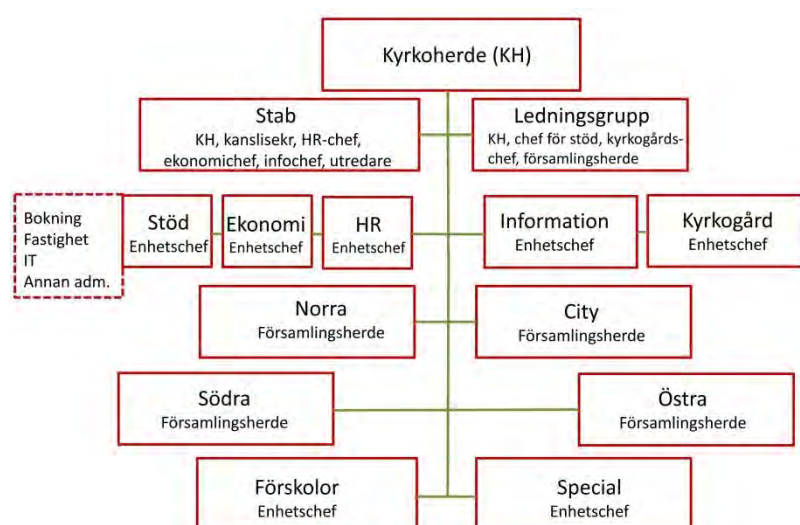 Kyrkoherde (KH)
Stab
KH, kanslisekr, HR-chef,
ekonomichef, infochef, utredare
Ledningsgrupp
KH, chef för stöd, kyrkogårds-
chef, församlingsherde
Bokning
Fastighet
IT
Annan adm.
Stöd
Enhetschef
Ekonomi
Enhetschef
HR
Enhetschef
Information
Enhetschef
Kyrkogård
Enhetschef
Norra
Församlingsherde
City
Församlingsherde
Södra
Församlingsherde
Östra
Församlingsherde
Förskolor
Enhetschef
Special
Enhetschef